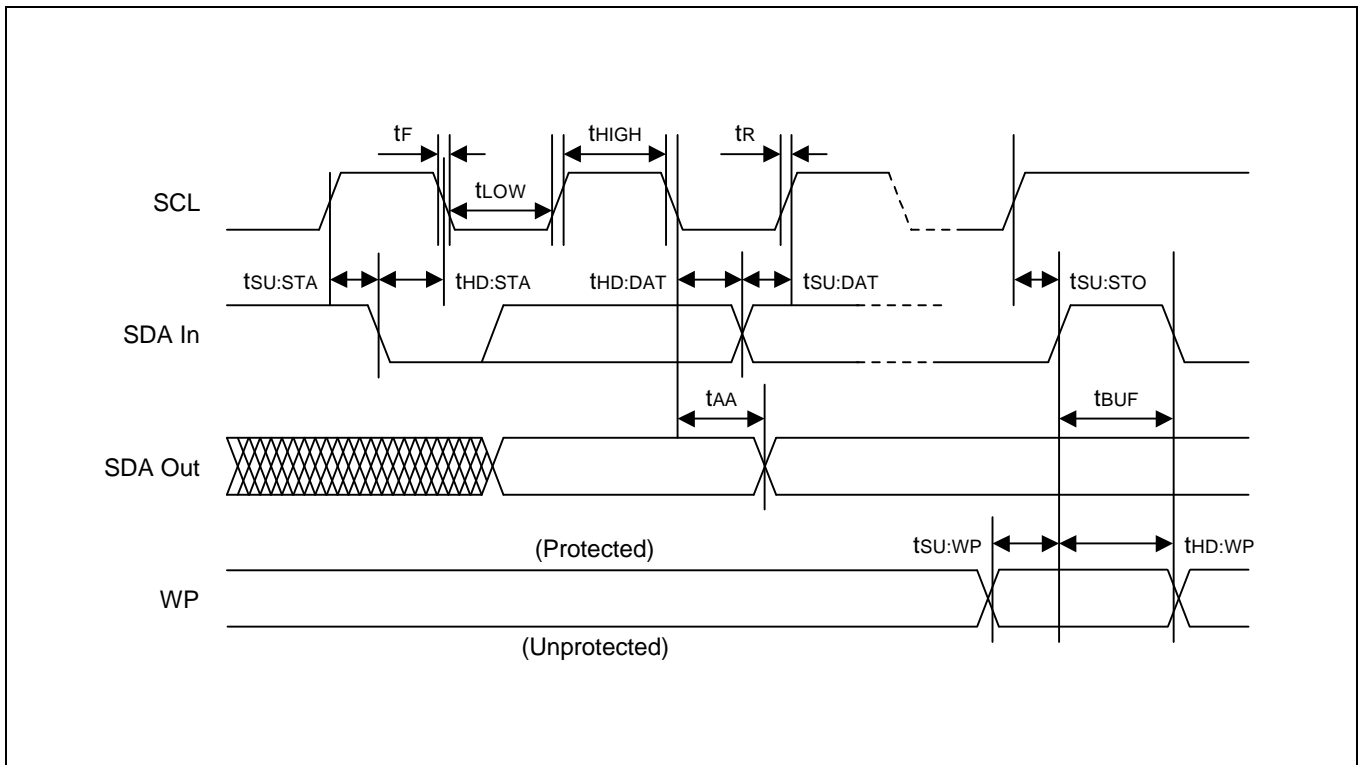 tF
tHIGH
tR
tLOW
SCL
tSU:STA
tHD:STA
tHD:DAT
tSU:DAT
tSU:STO
SDA In
tAA
tBUF
SDA Out
(Protected)
tSU:WP
tHD:WP
WP
(Unprotected)